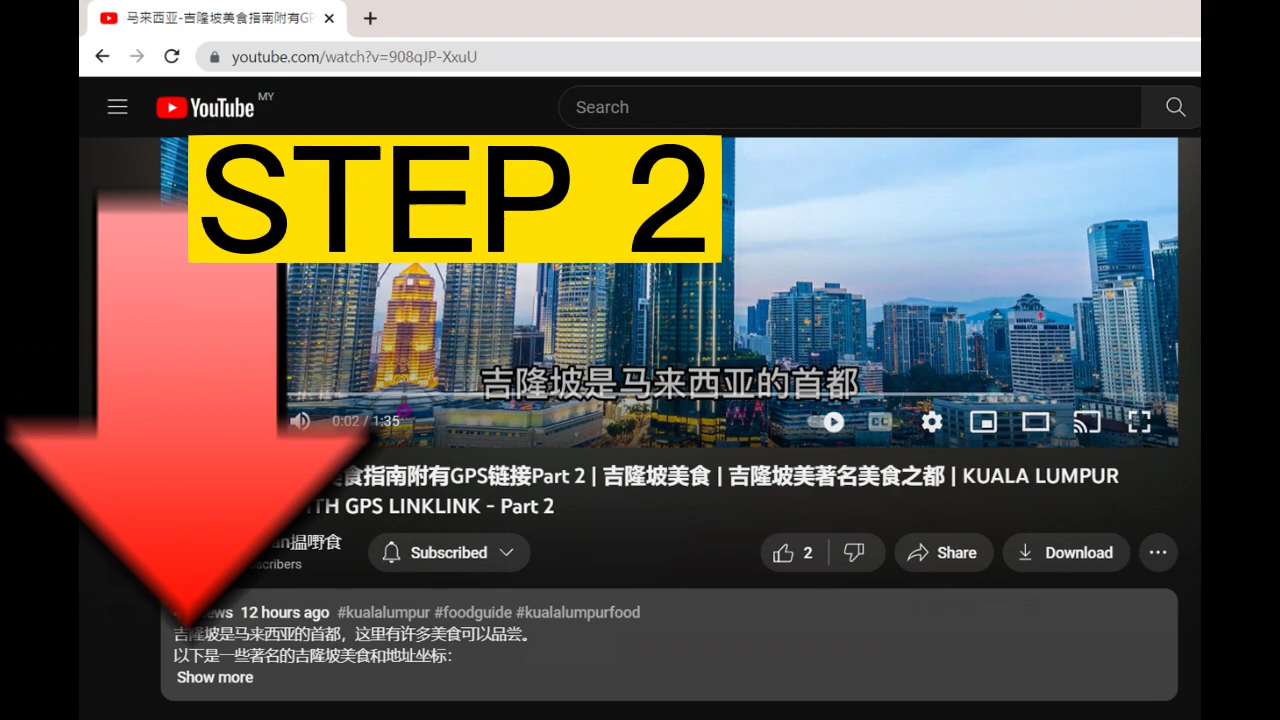 马来西亚-吉隆坡美食指南附有GP
youtube.com/watch?v=908qJP-XxuU
YouTube MY
Search
STEP 2
吉隆坡是马来西亚的首都
0:02 / 1:35
CC
食指南附有GPS链接Part 2 | 吉隆坡美食 | 吉隆坡美著名美食之都 | KUALA LUMPUR
GPS LINKLINK - Part 2
揾嘢食
Subscribed
2
Share
Download
12 hours ago #kualalumpur #foodguide #kualalumpurfood
吉隆坡是马来西亚的首都，这里有许多美食可以品尝。
以下是一些著名的吉隆坡美食和地址坐标：
Show more